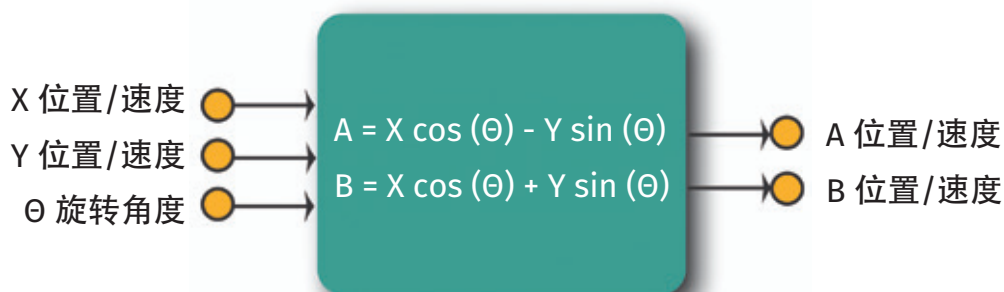 X 位置/速度
Y 位置/速度
Θ 旋转角度
A = X cos (Θ) - Y sin (Θ)
B = X cos (Θ) + Y sin (Θ)
A 位置/速度
B 位置/速度